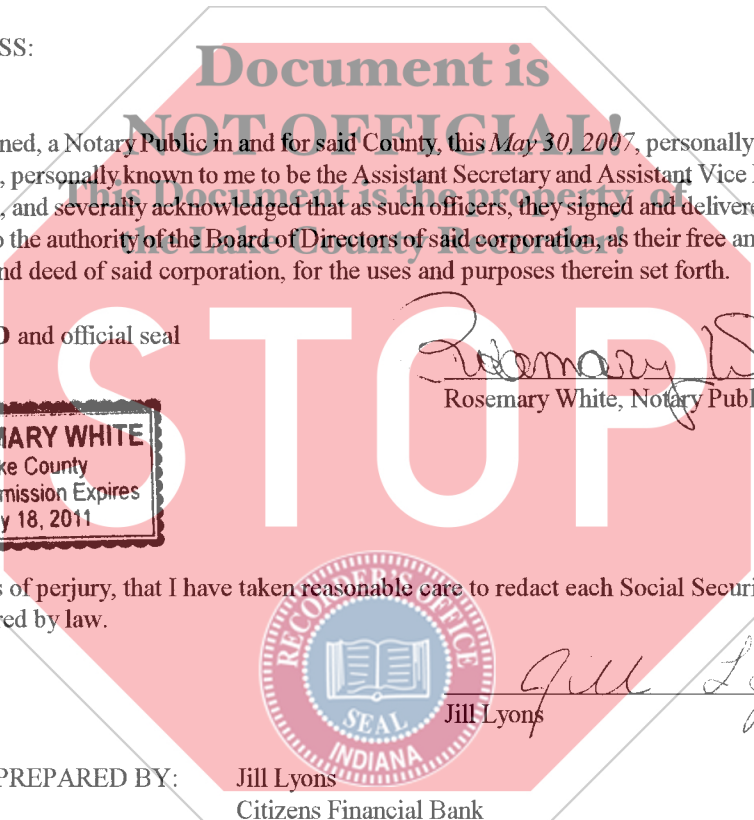 SS:
Document is
NOT OFFICIAL!
This Document is the property of
the Lake County Recorder!
ned, a Notary Public in and for said County, this May 30, 2007, personally
, personally known to me to be the Assistant Secretary and Assistant Vice
, and severally acknowledged that as such officers, they signed and delivere
o the authority of the Board of Directors of said corporation, as their free an
nd deed of said corporation, for the uses and purposes therein set forth.
D and official seal
STOP
Rosemary W
Rosemary White, Notary Publ
MARY WHITE
ke County
mission Expires
y 18, 2011
s of perjury, that I have taken reasonable care to redact each Social Securi
red by law.
RECORDER'S OFFICE
SEAL
INDIANA
Jill Ly
Jill Lyons
PREPARED BY: Jill Lyons
Citizens Financial Bank